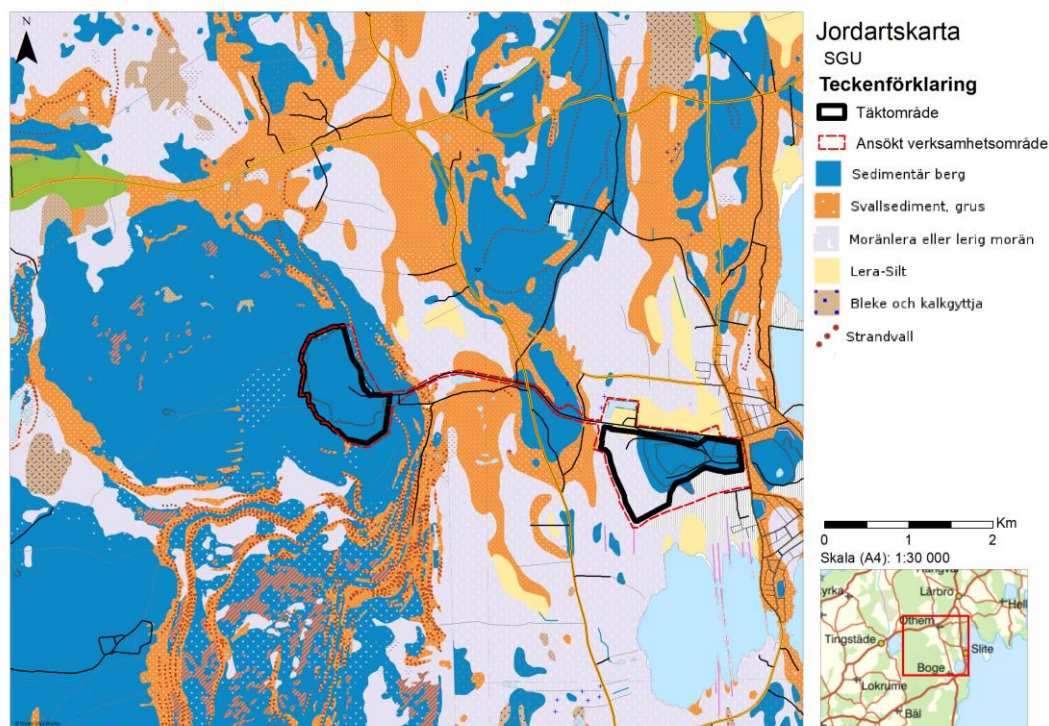 N
Jordartskarta
SGU
Teckenförklaring
Täktområde
Ansökt verksamhetsområde
Sedimentär berg
Svallsediment, grus
Moränlera eller lerig morän
Lera-Silt
Bleke och kalkgyttja
Strandvall
Km
0 1 2
Skala (A4): 1:30 000
Lärbro
Othem
Tingstäde
Slite
Boge
Lokrume
Bäl